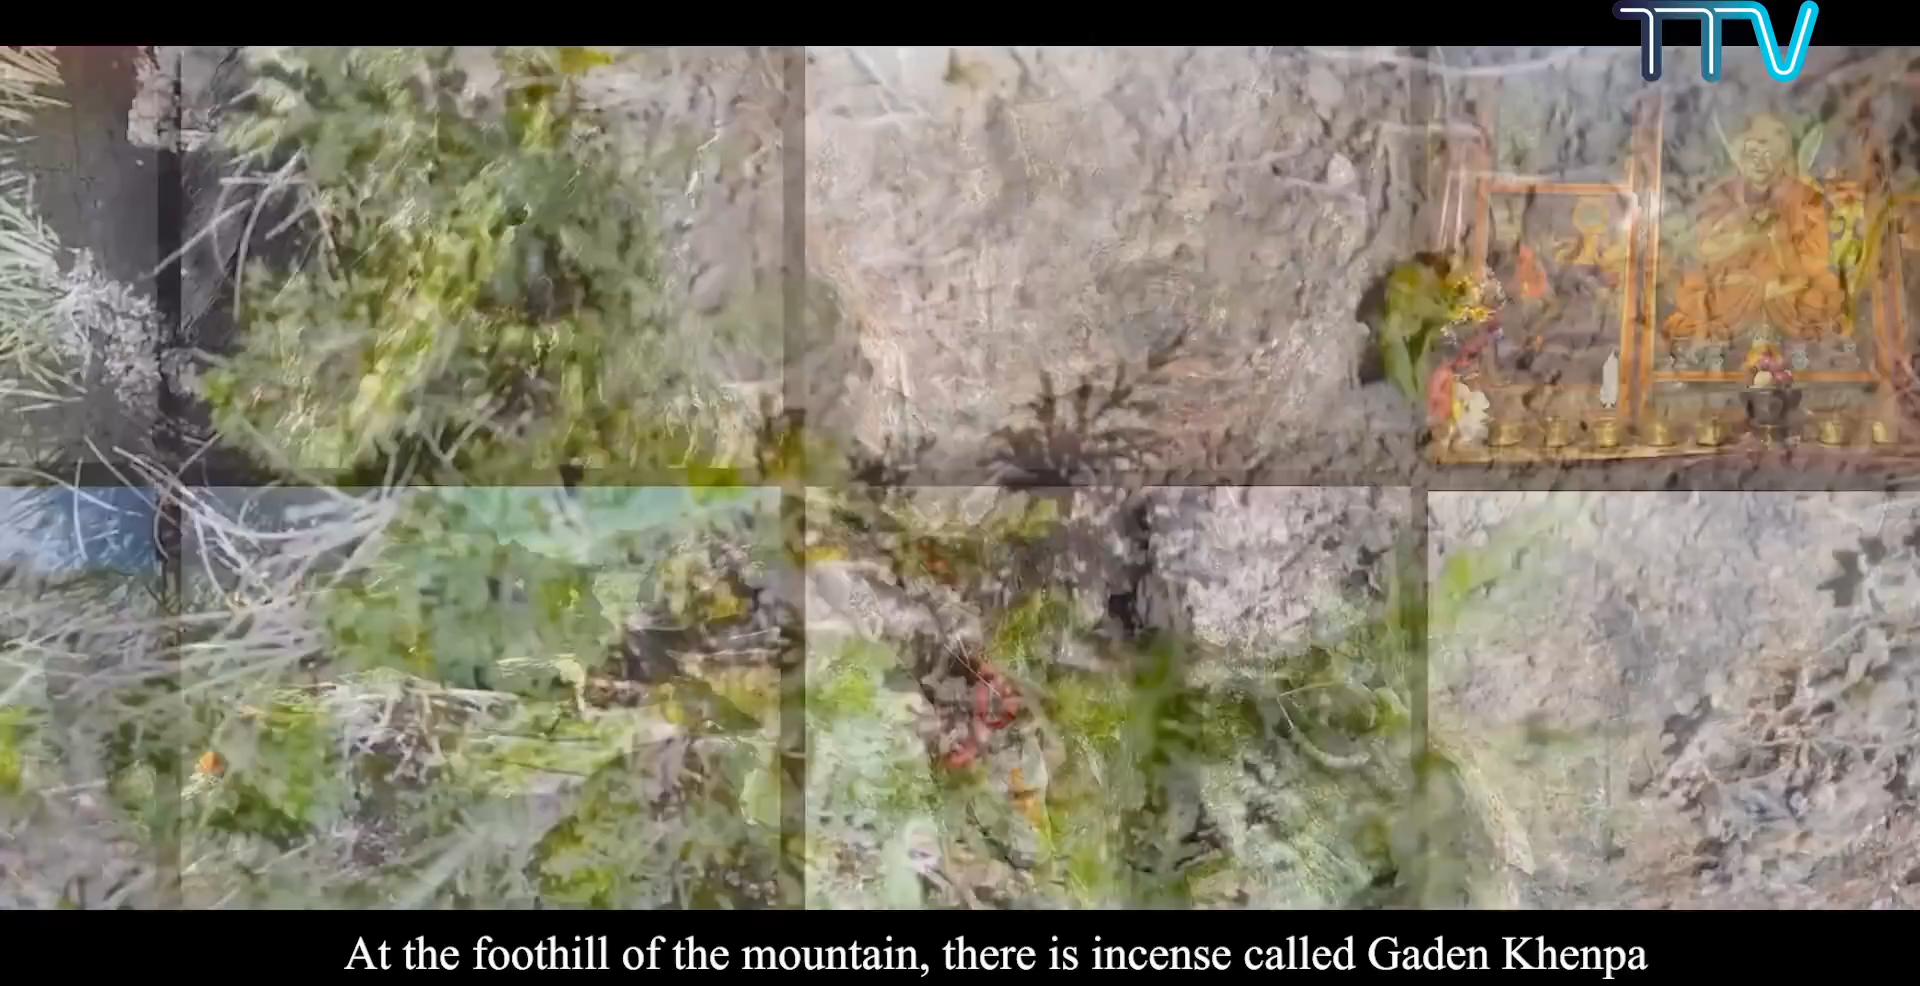 TTV
At the foothill of the mountain, there is incense called Gaden Khenpa